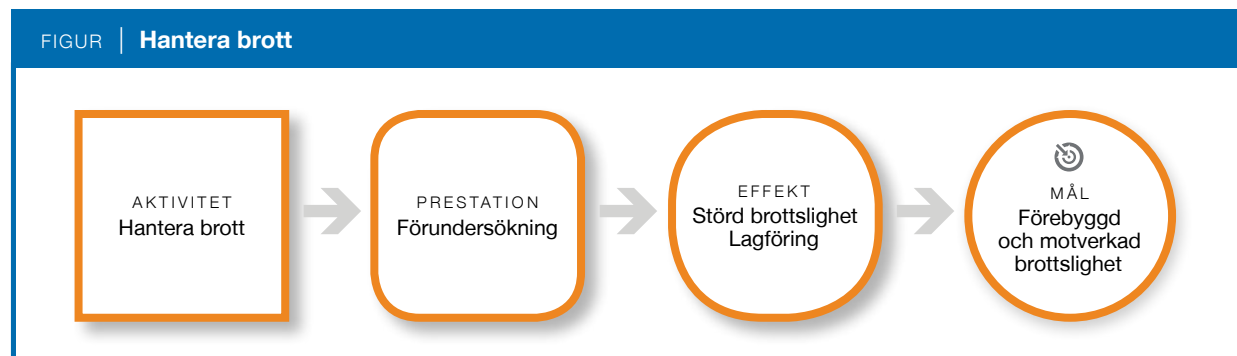 FIGUR | Hantera brott
AKTIVITET
Hantera brott
PRESTATION
Förundersökning
EFFEKT
Störd brottslighet
Lagföring
MÅL
Förebyggd
och motverkad
brottslighet